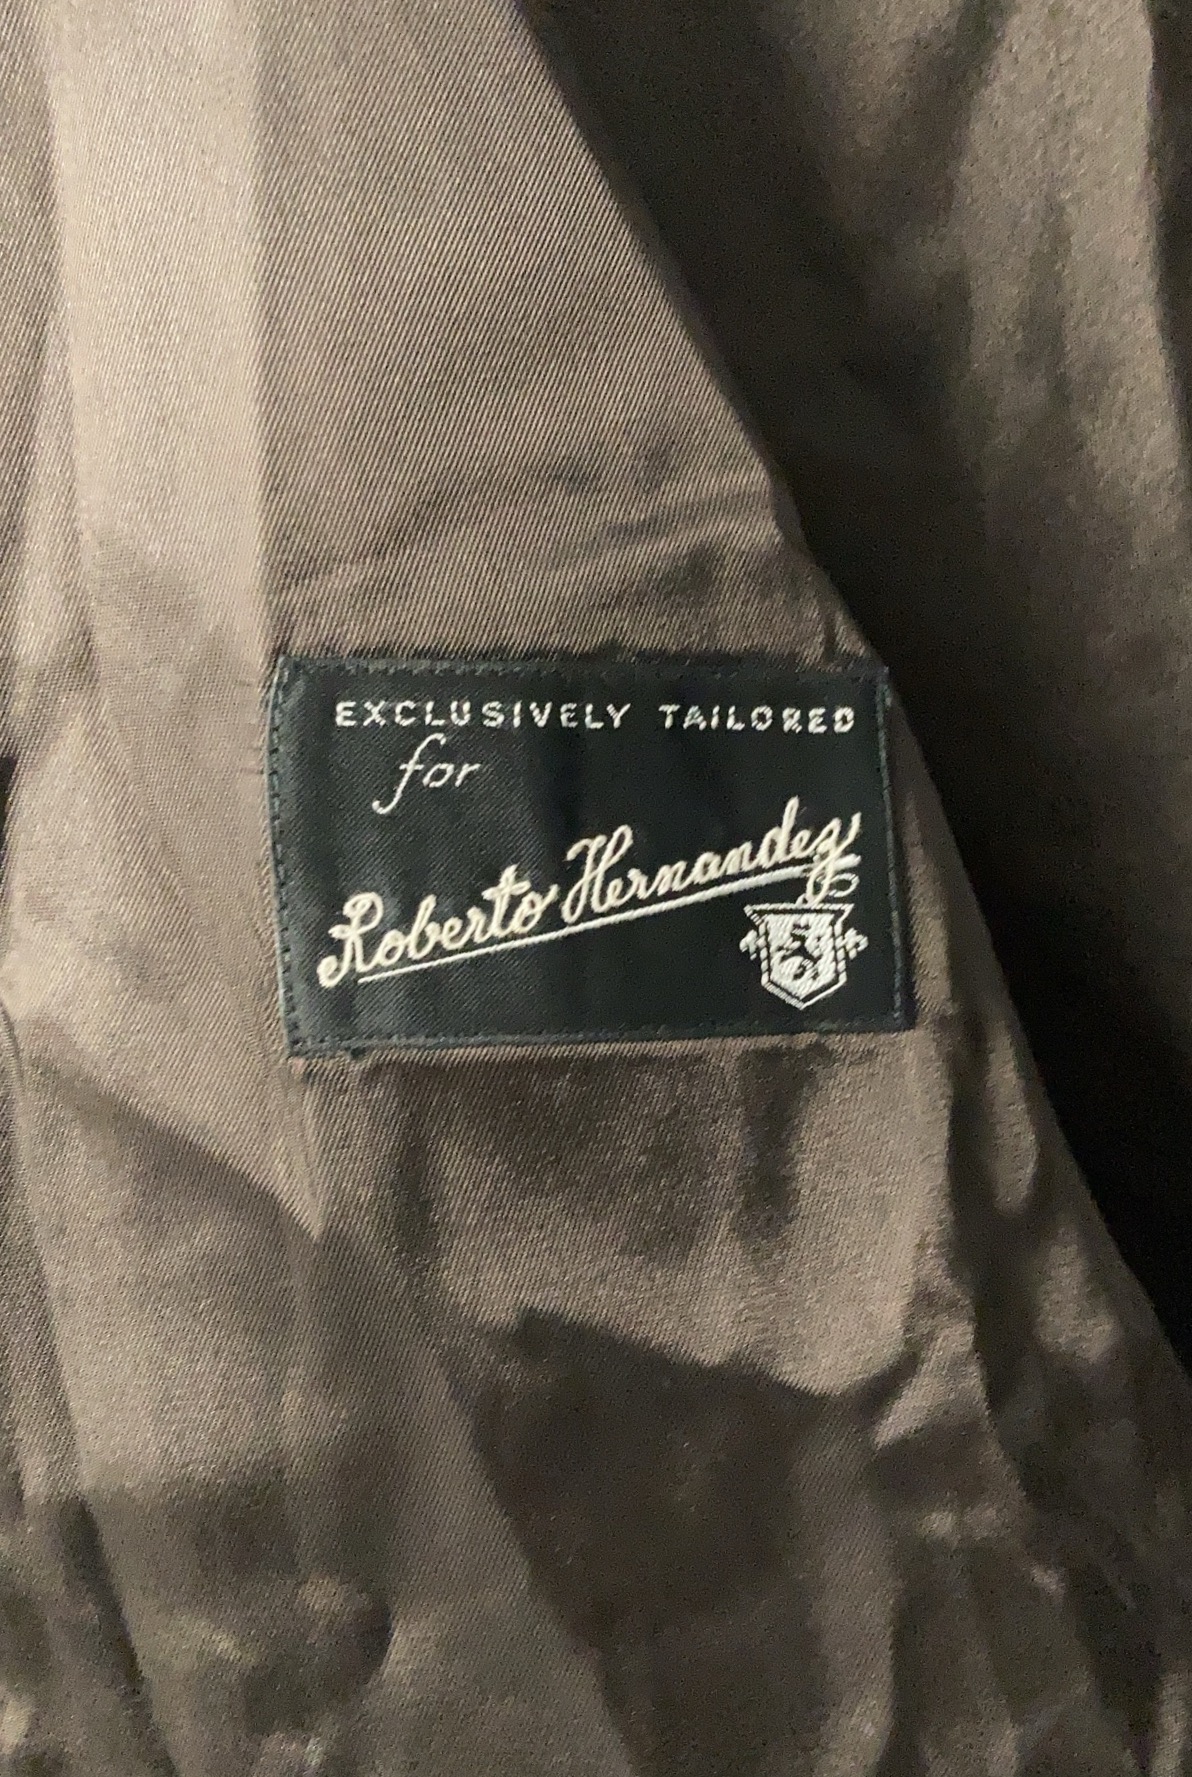 EXCLUSIVELY TAILORED
for
Roberto Hernandez